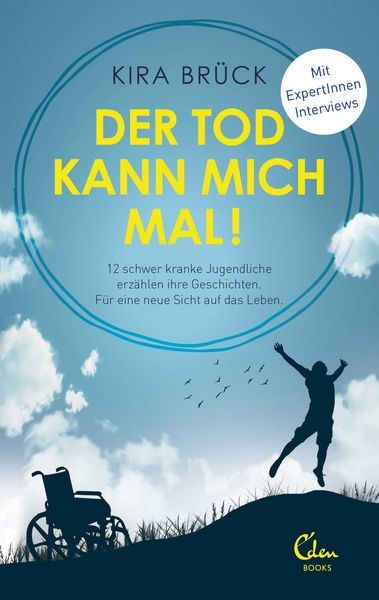 KIRA BRÜCK
Mit
ExpertInnen
Interviews
DER TOD
KANN MICH
MAL!
12 schwer kranke Jugendliche
erzählen ihre Geschichten.
Für eine neue Sicht auf das Leben.
Eden
BOOKS